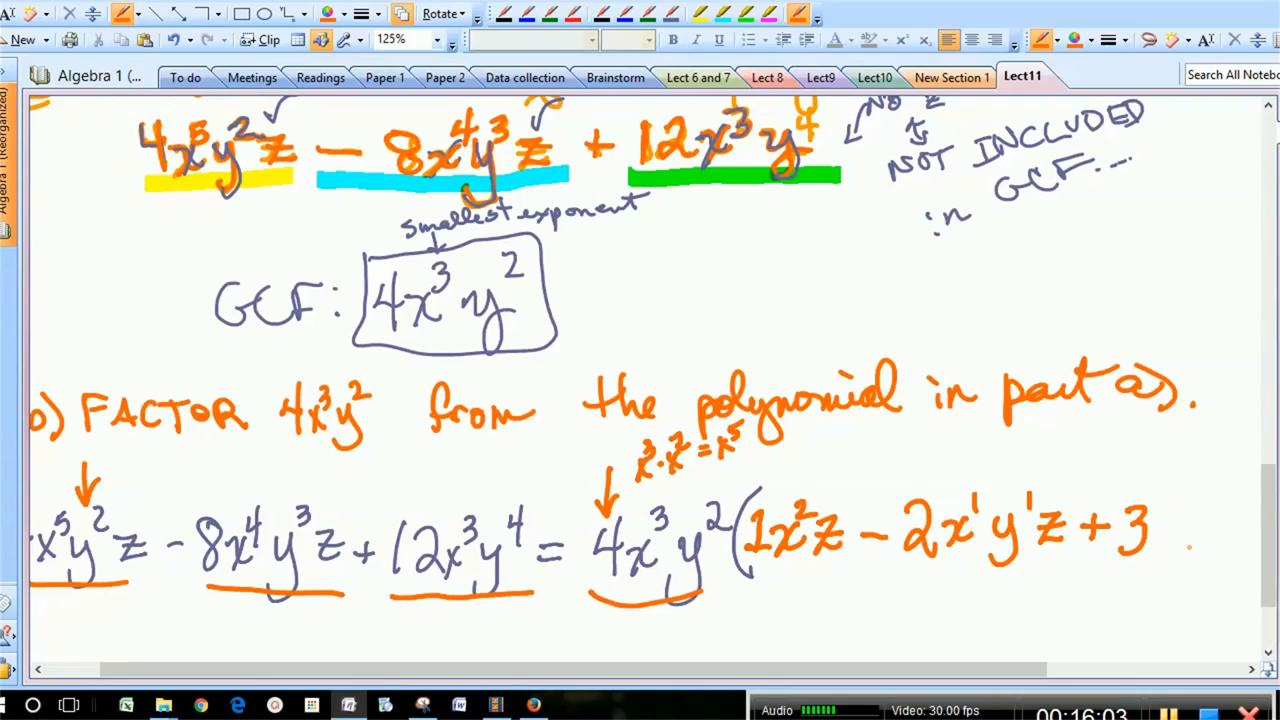 Rotate
New Clip 125% B I U
Algebra 1 (... To do Meetings Readings Paper 1 Paper 2 Data collection Brainstorm Lect 6 and 7 Lect 8 Lect9 Lect10 New Section 1 Lect11 Search All Notebo
Algebra 1 (Reorganized)
4x⁵y²z − 8x⁴y³z + 12x³y⁴
No z
NOT INCLUDED
in GCF...
smallest exponent
GCF: 4x³y²
b) FACTOR 4x³y² from the polynomial in part a).
x³·x² = x⁵
x⁵y²z - 8x⁴y³z + 12x³y⁴ = 4x³y²(1x²z − 2x¹y¹z + 3
Audio Video: 30.00 fps 00:16:03